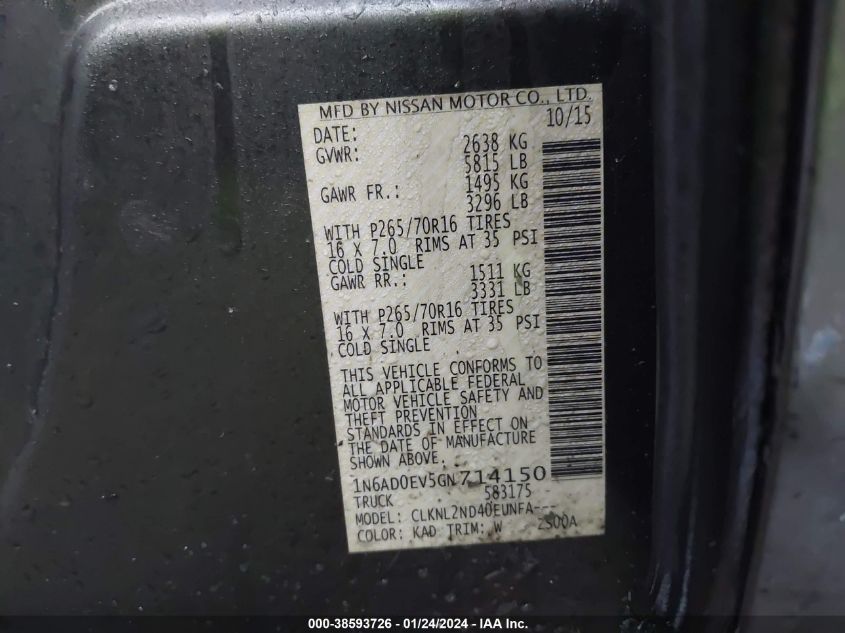 MFD BY NISSAN MOTOR CO., LTD.
DATE: 10/15
GVWR: 2638 KG
5815 LB
GAWR FR.: 1495 KG
3296 LB
WITH P265/70R16 TIRES
16 X 7.0 RIMS AT 35 PSI
COLD SINGLE
GAWR RR.: 1511 KG
3331 LB
WITH P265/70R16 TIRES
16 X 7.0 RIMS AT 35 PSI
COLD SINGLE
THIS VEHICLE CONFORMS TO
ALL APPLICABLE FEDERAL
MOTOR VEHICLE SAFETY AND
THEFT PREVENTION
STANDARDS IN EFFECT ON
THE DATE OF MANUFACTURE
SHOWN ABOVE.
1N6AD0EV5GN714150
TRUCK 583175
MODEL: CLKNL2ND40EUNFA---
COLOR: KAD TRIM: W 2S00A
000-38593726 / 01/24/2024 - IAA Inc.